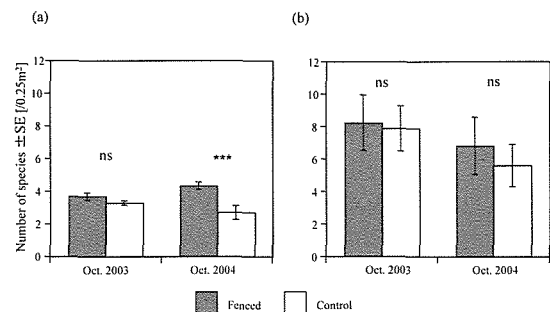 (a)
(b)
Number of species ±SE [/0.25m²]
12
10
8
6
4
2
0
ns
***
Oct. 2003
Oct. 2004
12
10
8
6
4
2
0
ns
ns
Oct. 2003
Oct. 2004
Fenced
Control